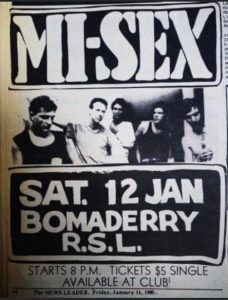 MI-SEX
SAT. 12 JAN
BOMADERRY
R.S.L.
STARTS 8 P.M. TICKETS $5 SINGLE
AVAILABLE AT CLUB!
The NEWS LEADER, Friday, January 11, 1980.